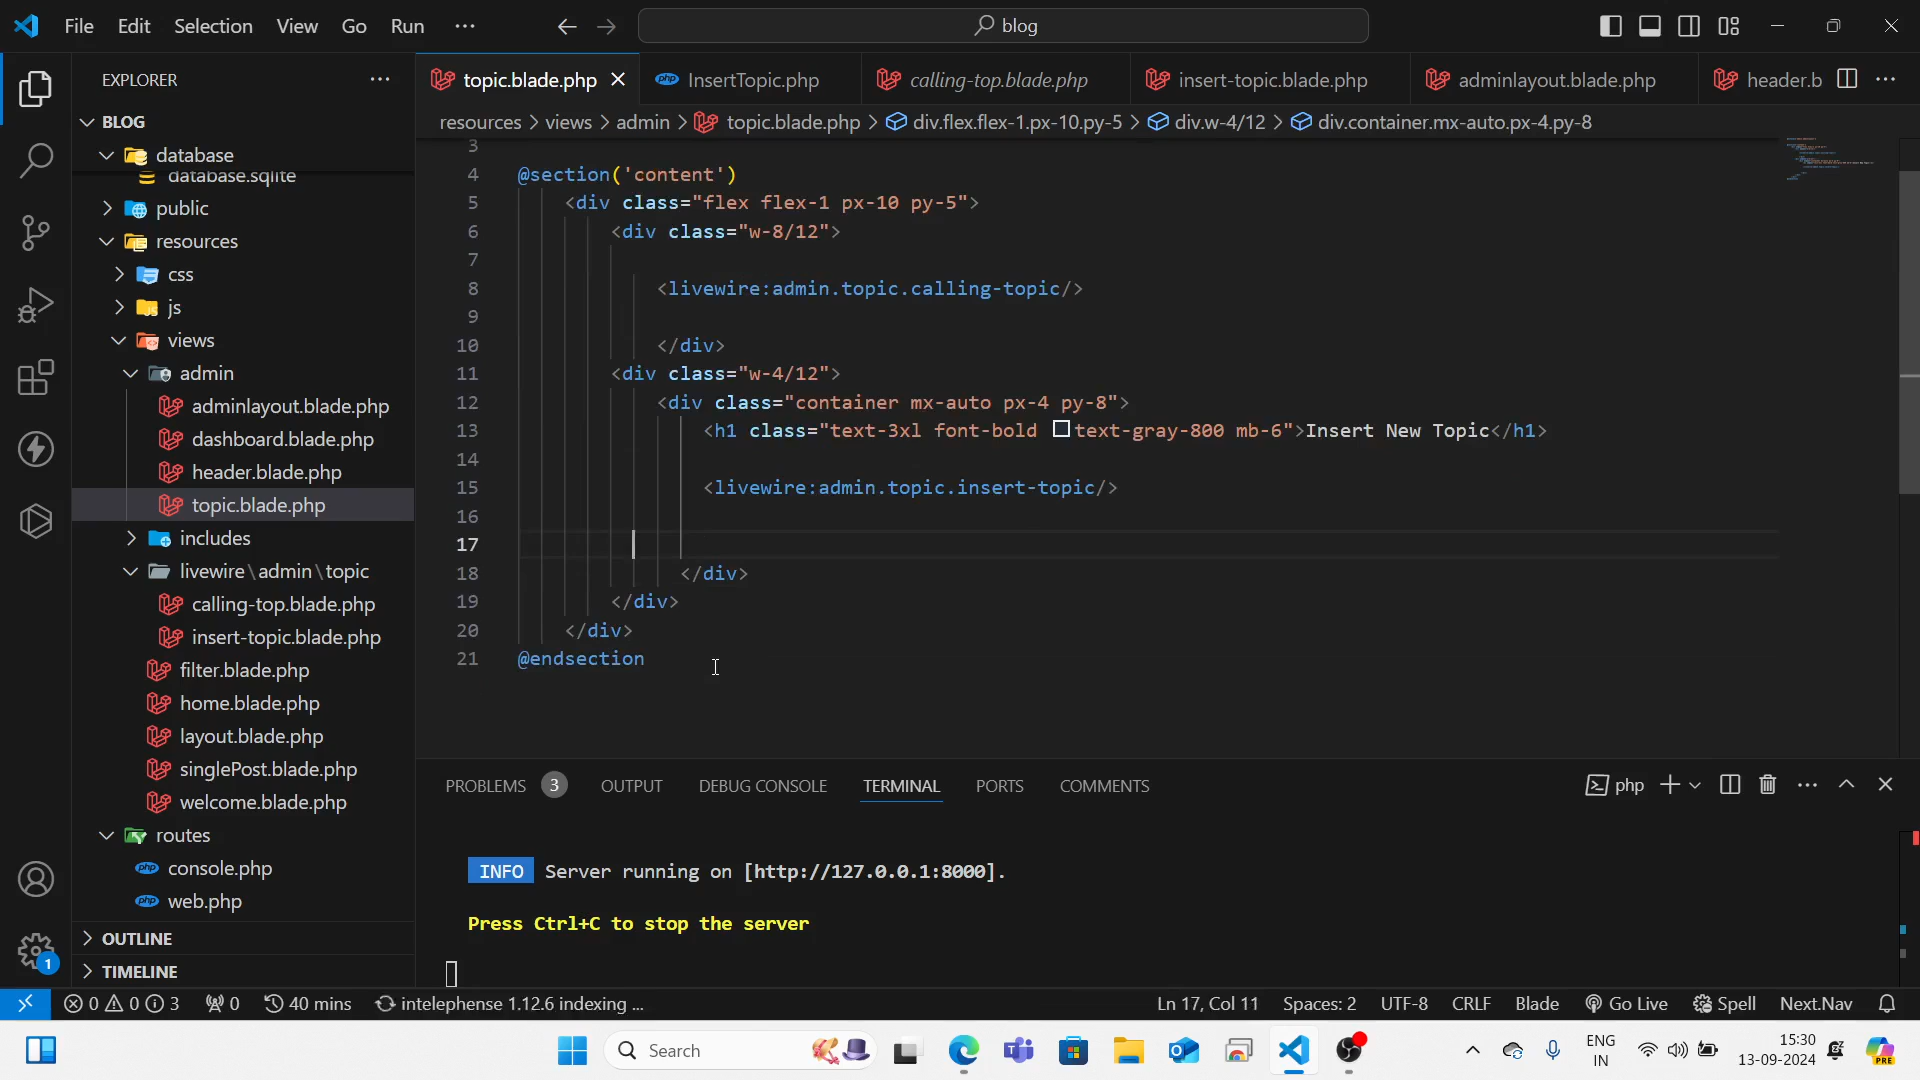 File Edit Selection View Go Run ··· blog
EXPLORER ···
topic.blade.php InsertTopic.php calling-top.blade.php insert-topic.blade.php adminlayout.blade.php header.b ···
BLOG
resources > views > admin > topic.blade.php > div.flex.flex-1.px-10.py-5 > div.w-4/12 > div.container.mx-auto.px-4.py-8
database
database.sqlite
public
resources
css
js
views
admin
adminlayout.blade.php
dashboard.blade.php
header.blade.php
topic.blade.php
includes
livewire\admin\topic
calling-top.blade.php
insert-topic.blade.php
filter.blade.php
home.blade.php
layout.blade.php
singlePost.blade.php
welcome.blade.php
routes
console.php
web.php
OUTLINE
TIMELINE
3
4 @section('content')
5 <div class="flex flex-1 px-10 py-5">
6 <div class="w-8/12">
7
8 <livewire:admin.topic.calling-topic/>
9
10 </div>
11 <div class="w-4/12">
12 <div class="container mx-auto px-4 py-8">
13 <h1 class="text-3xl font-bold text-gray-800 mb-6">Insert New Topic</h1>
14
15 <livewire:admin.topic.insert-topic/>
16
17
18 </div>
19 </div>
20 </div>
21 @endsection
PROBLEMS 3 OUTPUT DEBUG CONSOLE TERMINAL PORTS COMMENTS php
INFO Server running on [http://127.0.0.1:8000].
Press Ctrl+C to stop the server
1
0 0 3 0 40 mins intelephense 1.12.6 indexing ... Ln 17, Col 11 Spaces: 2 UTF-8 CRLF Blade Go Live Spell Next.Nav
Search
ENG
IN
15:30
13-09-2024
PRE